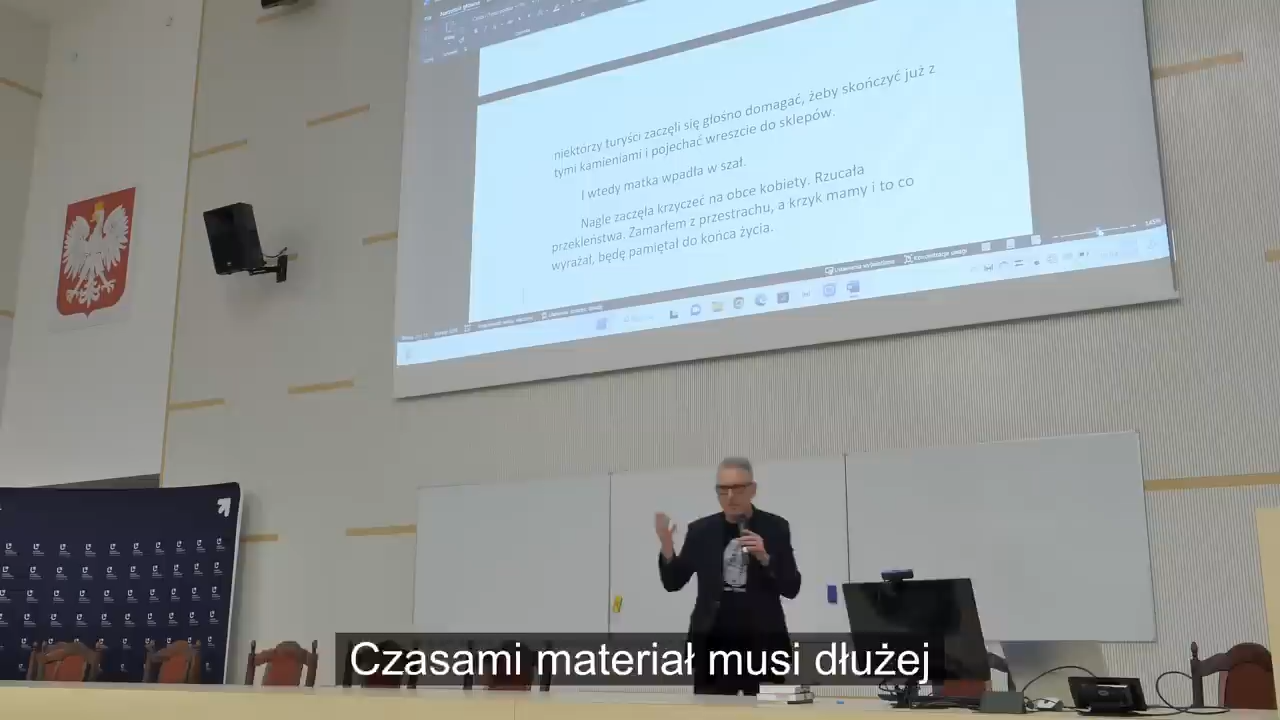 niektórzy turyści zaczęli się głośno domagać, żeby skończyć już z
tymi kamieniami i pojechać wreszcie do sklepów.
I wtedy matka wpadła w szał.
Nagle zaczęła krzyczeć na obce kobiety. Rzucała
przekleństwa. Zamarłem z przestrachu, a krzyk mamy i to co
wyrażał, będę pamiętał do końca życia.
Czasami materiał musi dłużej